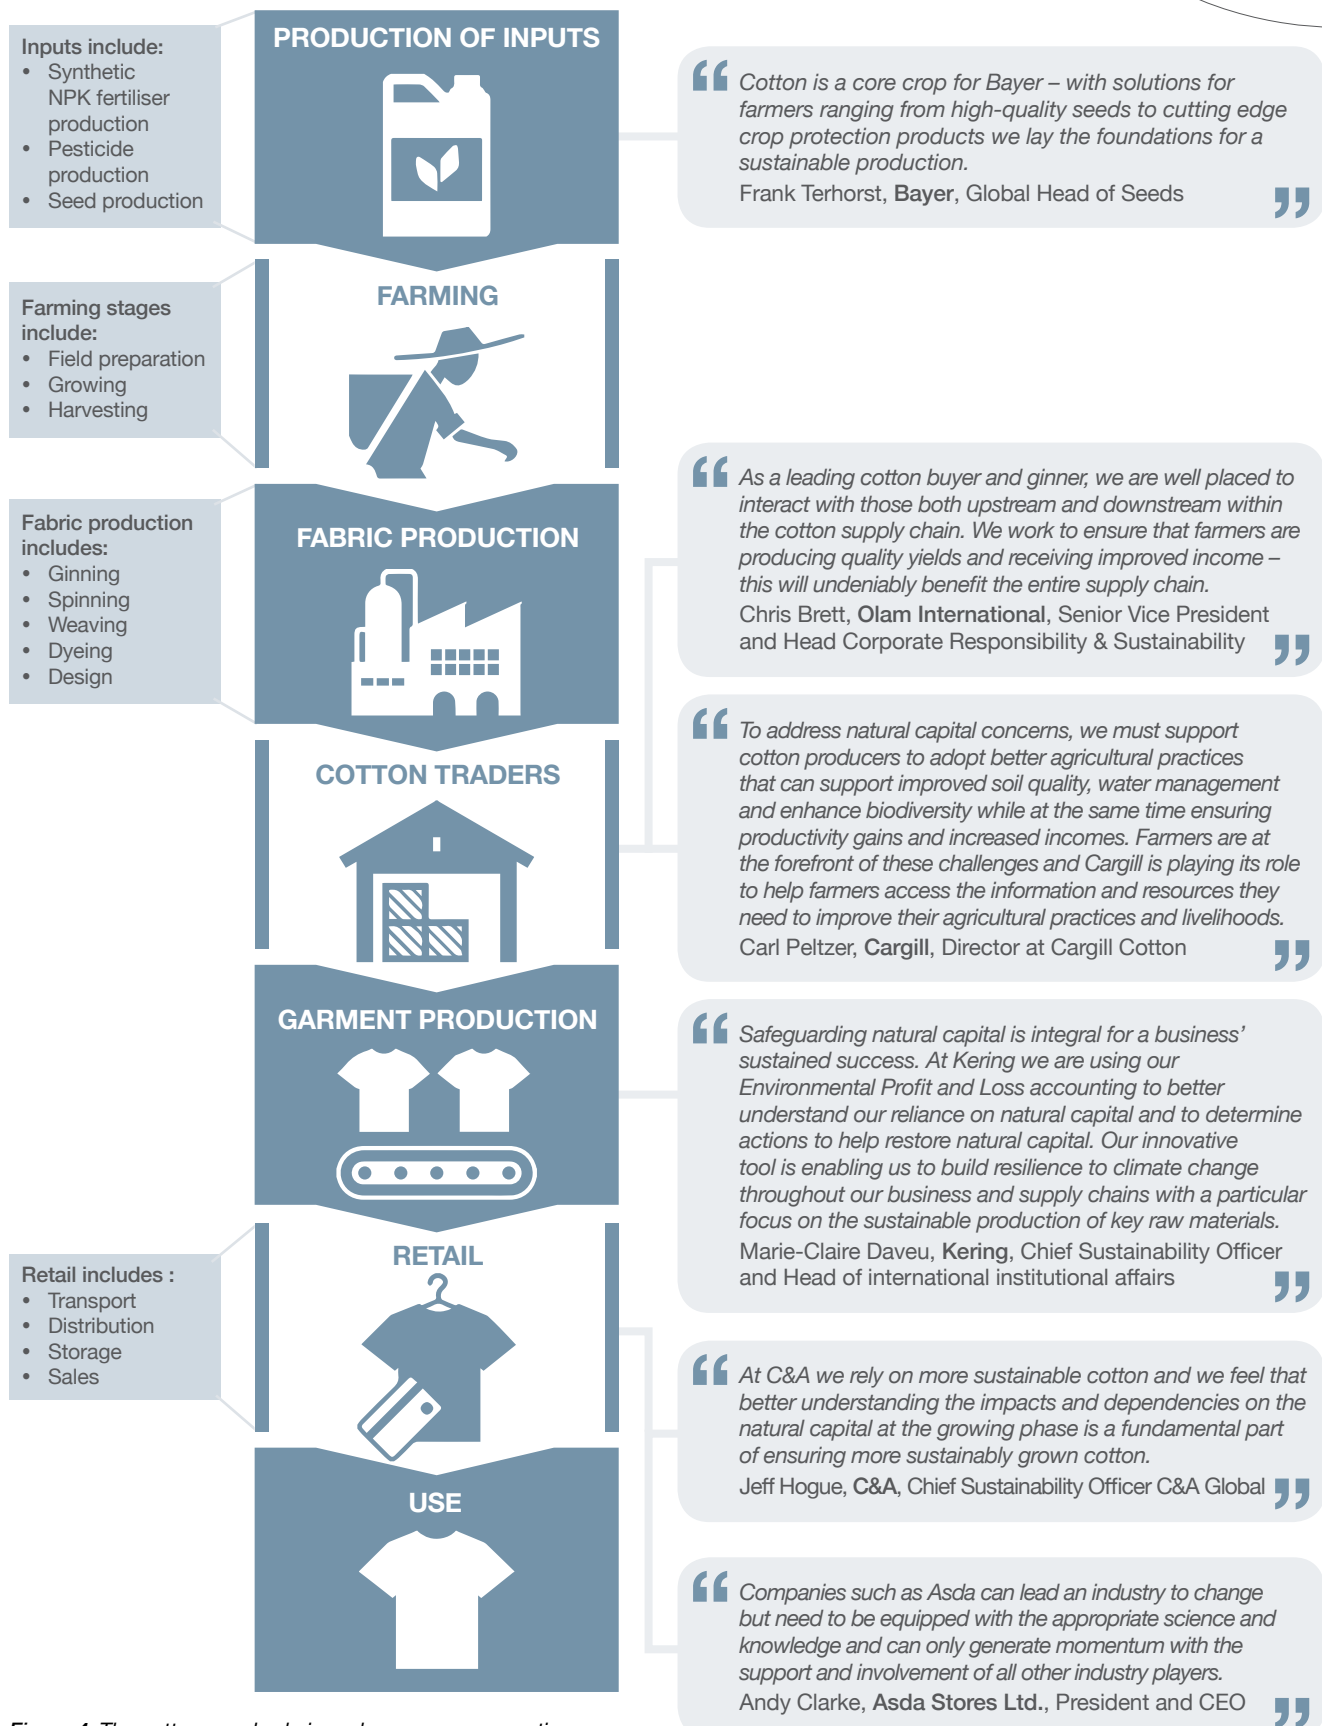 PRODUCTION OF INPUTS
Inputs include:
• Synthetic
NPK fertiliser
production
• Pesticide
production
• Seed production
Cotton is a core crop for Bayer – with solutions for
farmers ranging from high-quality seeds to cutting edge
crop protection products we lay the foundations for a
sustainable production.
Frank Terhorst, Bayer, Global Head of Seeds
FARMING
Farming stages
include:
• Field preparation
• Growing
• Harvesting
FABRIC PRODUCTION
Fabric production
includes:
• Ginning
• Spinning
• Weaving
• Dyeing
• Design
“ As a leading cotton buyer and ginner, we are well placed to
interact with those both upstream and downstream within
the cotton supply chain. We work to ensure that farmers are
producing quality yields and receiving improved income –
this will undeniably benefit the entire supply chain.
Chris Brett, Olam International, Senior Vice President
and Head Corporate Responsibility & Sustainability ”
COTTON TRADERS
“ To address natural capital concerns, we must support
cotton producers to adopt better agricultural practices
that can support improved soil quality, water management
and enhance biodiversity while at the same time ensuring
productivity gains and increased incomes. Farmers are at
the forefront of these challenges and Cargill is playing its role
to help farmers access the information and resources they
need to improve their agricultural practices and livelihoods.
Carl Peltzer, Cargill, Director at Cargill Cotton ”
GARMENT PRODUCTION
“ Safeguarding natural capital is integral for a business’
sustained success. At Kering we are using our
Environmental Profit and Loss accounting to better
understand our reliance on natural capital and to determine
actions to help restore natural capital. Our innovative
tool is enabling us to build resilience to climate change
throughout our business and supply chains with a particular
focus on the sustainable production of key raw materials.
Marie-Claire Daveu, Kering, Chief Sustainability Officer
and Head of international institutional affairs ”
RETAIL
Retail includes :
• Transport
• Distribution
• Storage
• Sales
“ At C&A we rely on more sustainable cotton and we feel that
better understanding the impacts and dependencies on the
natural capital at the growing phase is a fundamental part
of ensuring more sustainably grown cotton.
Jeff Hogue, C&A, Chief Sustainability Officer C&A Global ”
USE
“ Companies such as Asda can lead an industry to change
but need to be equipped with the appropriate science and
knowledge and can only generate momentum with the
support and involvement of all other industry players.
Andy Clarke, Asda Stores Ltd., President and CEO ”